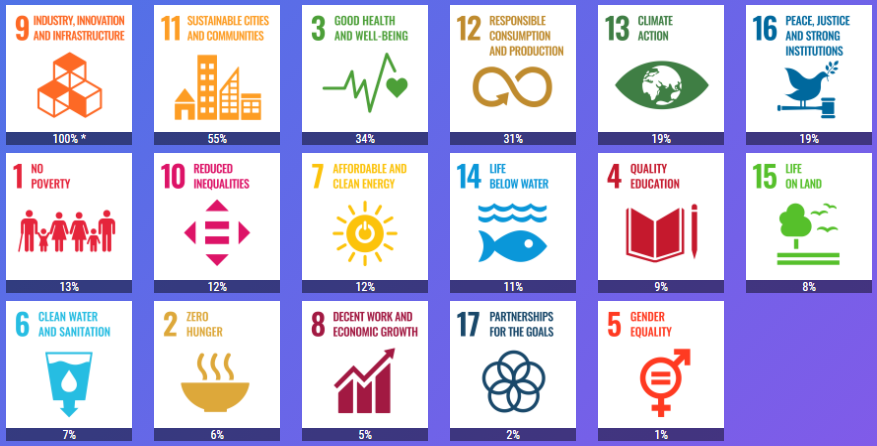 9 INDUSTRY, INNOVATION
AND INFRASTRUCTURE
100% *
11 SUSTAINABLE CITIES
AND COMMUNITIES
55%
3 GOOD HEALTH
AND WELL-BEING
34%
12 RESPONSIBLE
CONSUMPTION
AND PRODUCTION
31%
13 CLIMATE
ACTION
19%
16 PEACE, JUSTICE
AND STRONG
INSTITUTIONS
19%
1 NO
POVERTY
13%
10 REDUCED
INEQUALITIES
12%
7 AFFORDABLE AND
CLEAN ENERGY
12%
14 LIFE
BELOW WATER
11%
4 QUALITY
EDUCATION
9%
15 LIFE
ON LAND
8%
6 CLEAN WATER
AND SANITATION
7%
2 ZERO
HUNGER
6%
8 DECENT WORK AND
ECONOMIC GROWTH
5%
17 PARTNERSHIPS
FOR THE GOALS
2%
5 GENDER
EQUALITY
1%